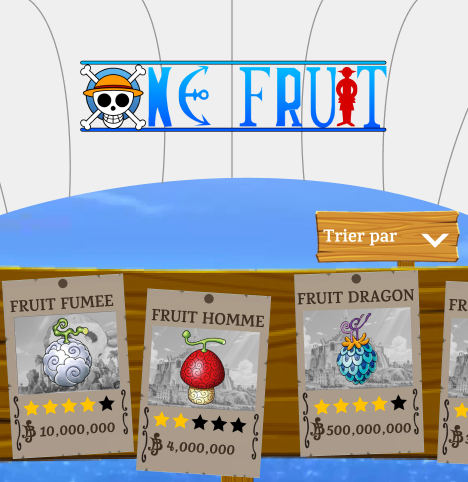 ONE FRUIT
Trier par
FRUIT FUMEE
10,000,000
FRUIT HOMME
4,000,000
FRUIT DRAGON
500,000,000
FR